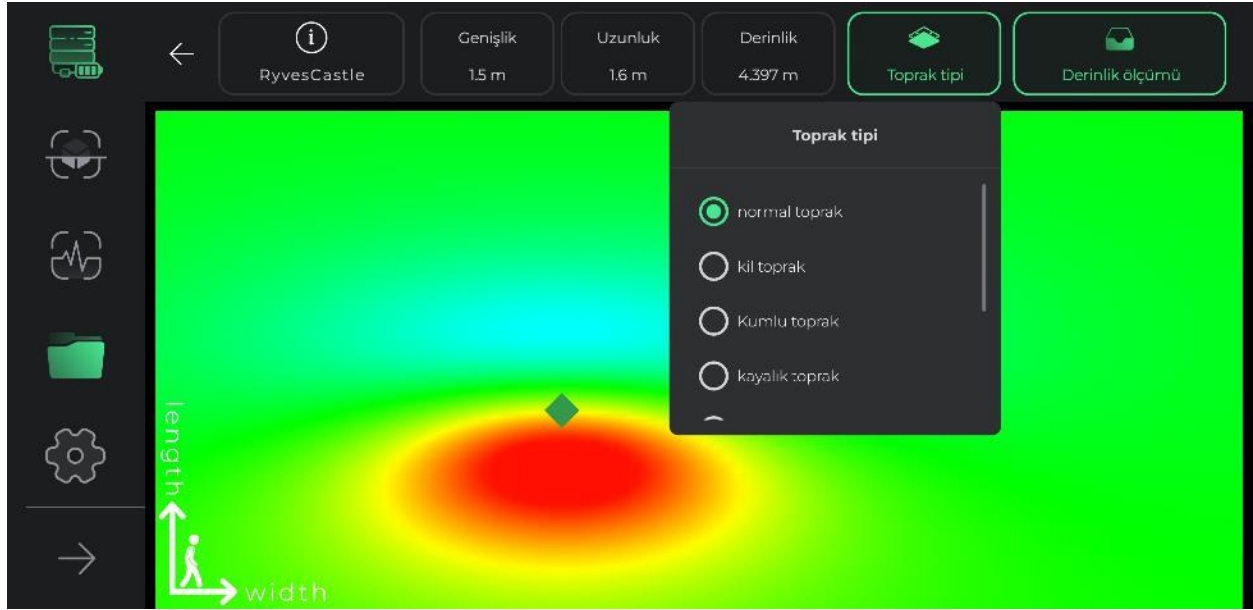 RyvesCastle
Genişlik
1.5 m
Uzunluk
1.6 m
Derinlik
4.397 m
Toprak tipi
Derinlik ölçümü
Toprak tipi
normal toprak
kil toprak
Kumlu toprak
kayalık toprak
length
width